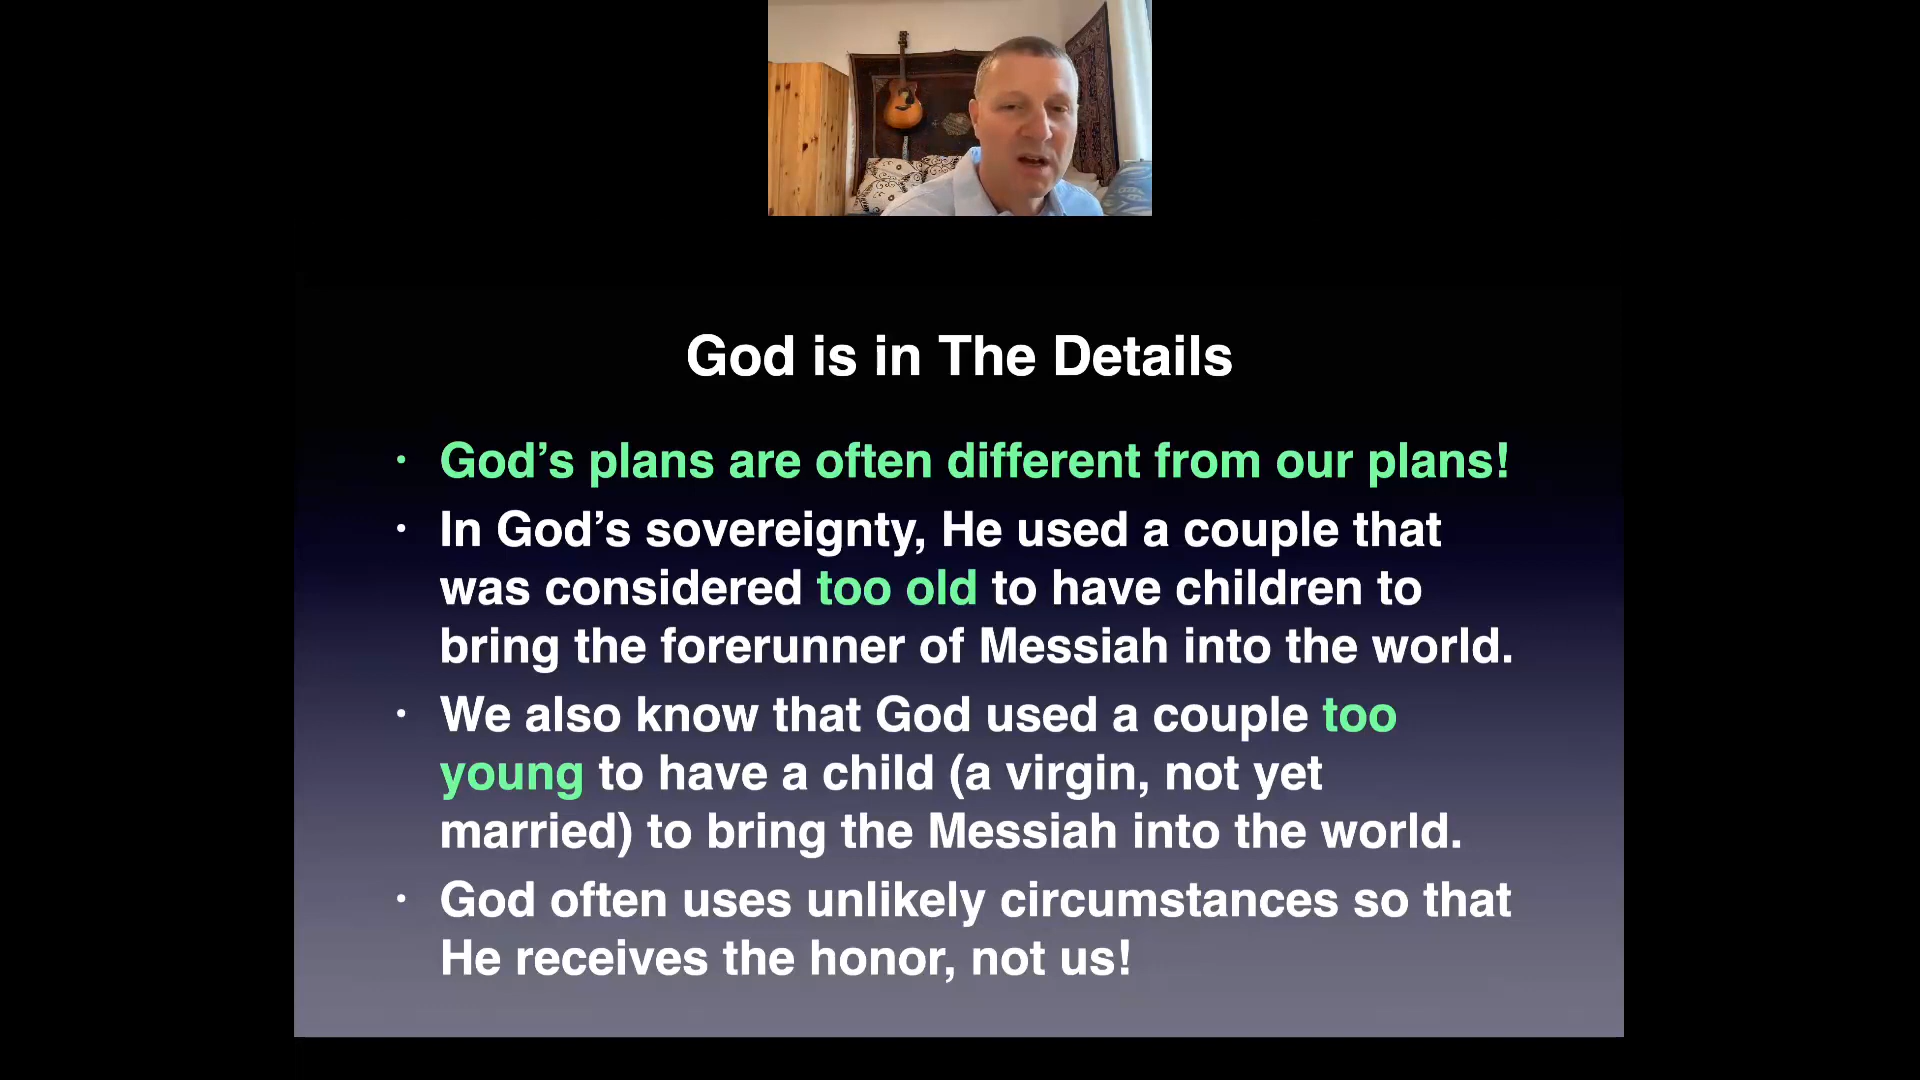 God is in The Details
• God’s plans are often different from our plans!
• In God’s sovereignty, He used a couple that
was considered too old to have children to
bring the forerunner of Messiah into the world.
• We also know that God used a couple too
young to have a child (a virgin, not yet
married) to bring the Messiah into the world.
• God often uses unlikely circumstances so that
He receives the honor, not us!